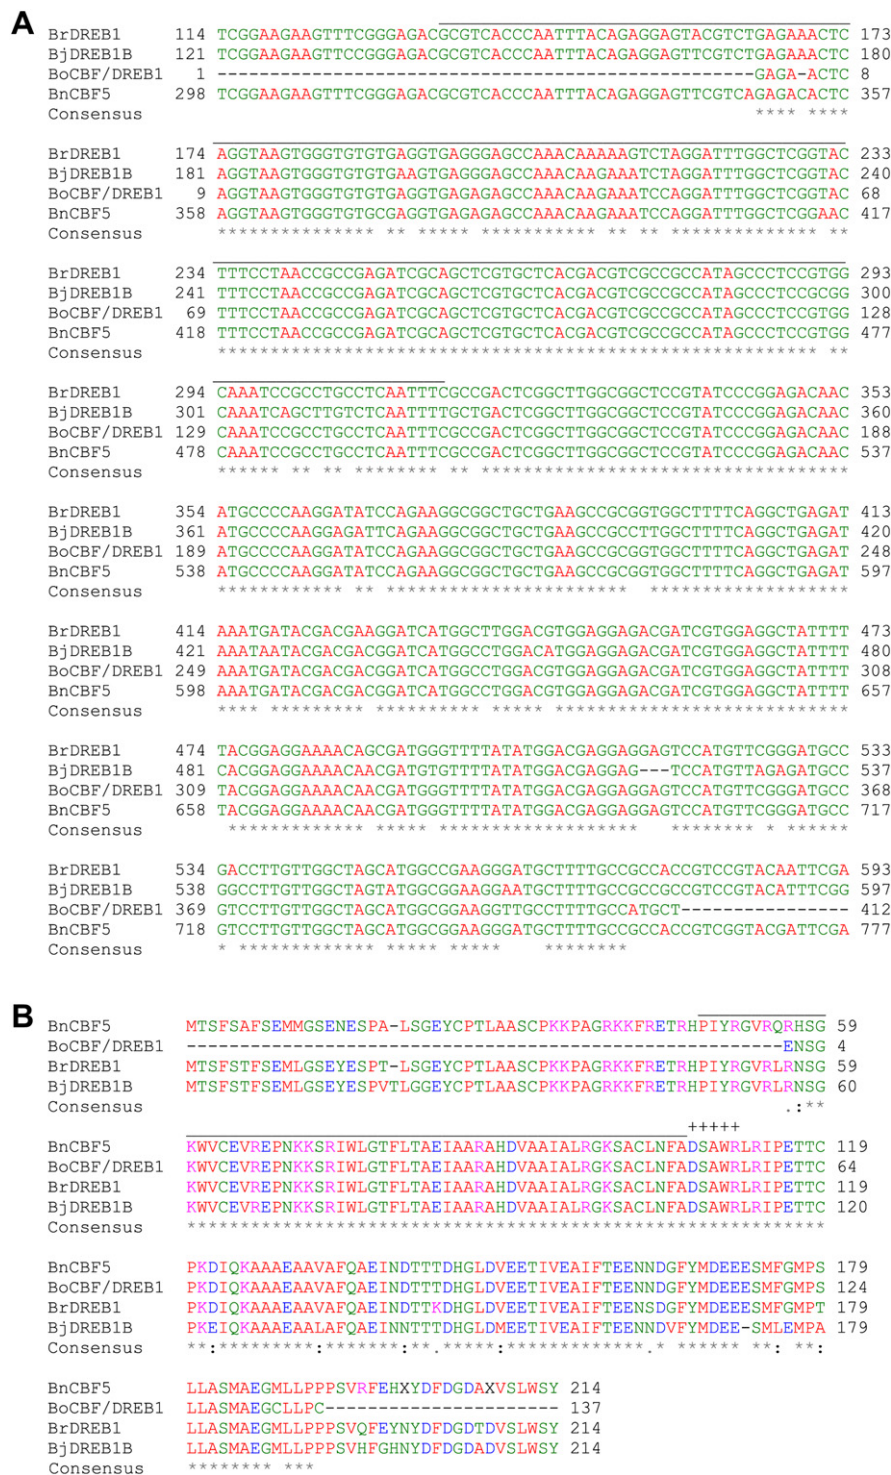 A
BrDREB1 114 TCGGAAGAAGTTTCGGGAGACGCGTCACCCAATTTACAGAGGAGTACGTCTGAGAAACTC 173
BjDREB1B 121 TCGGAAGAAGTTTCGGGAGACGCGTCACCCAATTTACAGAGGAGTTCGTCTGAGAAACTC 180
BoCBF/DREB1 1 ----------------------------------------------------GAGA-ACTC 8
BnCBF5 298 TCGGAAGAAGTTTCGGGAGACGCGTCACCCAATTTACAGAGGAGTTCGTCAGAGACACTC 357
Consensus **** ****
BrDREB1 174 AGGTAAGTGGGTGTGTGAGGTGAGGGAGCCAAACAAAAAGTCTAGGATTTGGCTCGGTAC 233
BjDREB1B 181 AGGTAAGTGGGTGTGTGAAGTGAGGGAGCCAAACAAGAAATCTAGGATTTGGCTCGGTAC 240
BoCBF/DREB1 9 AGGTAAGTGGGTGTGTGAGGTGAGAGAGCCAAACAAGAAATCCAGGATTTGGCTCGGTAC 68
BnCBF5 358 AGGTAAGTGGGTGTGCGAGGTGAGAGAGCCAAACAAGAAATCCAGGATTTGGCTCGGAAC 417
Consensus *************** ** ***** *********** ** ** ************** **
BrDREB1 234 TTTCCTAACCGCCGAGATCGCAGCTCGTGCTCACGACGTCGCCGCCATAGCCCTCCGTGG 293
BjDREB1B 241 TTTCCTAACCGCCGAGATCGCAGCTCGTGCTCACGACGTCGCCGCCATAGCCCTCCGCGG 300
BoCBF/DREB1 69 TTTCCTAACCGCCGAGATCGCAGCTCGTGCTCACGACGTCGCCGCCATAGCCCTCCGTGG 128
BnCBF5 418 TTTCCTAACCGCCGAGATCGCAGCTCGTGCTCACGACGTCGCCGCCATAGCCCTCCGTGG 477
Consensus ********************************************************* **
BrDREB1 294 CAAATCCGCCTGCCTCAATTTCGCCGACTCGGCTTGGCGGCTCCGTATCCCGGAGACAAC 353
BjDREB1B 301 CAAATCAGCTTGTCTCAATTTTGCTGACTCGGCTTGGCGGCTCCGTATCCCGGAGACAAC 360
BoCBF/DREB1 129 CAAATCCGCCTGCCTCAATTTCGCCGACTCGGCTTGGCGGCTCCGTATCCCGGAGACAAC 188
BnCBF5 478 CAAATCCGCCTGCCTCAATTTCGCCGACTCGGCTTGGCGGCTCCGTATCCCGGAGACAAC 537
Consensus ****** ** ** ******** ** ***********************************
BrDREB1 354 ATGCCCCAAGGATATCCAGAAGGCGGCTGCTGAAGCCGCGGTGGCTTTTCAGGCTGAGAT 413
BjDREB1B 361 ATGCCCCAAGGAGATTCAGAAGGCGGCTGCTGAAGCCGCCTTGGCTTTTCAGGCTGAGAT 420
BoCBF/DREB1 189 ATGCCCCAAGGATATCCAGAAGGCGGCTGCTGAAGCCGCGGTGGCTTTTCAGGCTGAGAT 248
BnCBF5 538 ATGCCCCAAGGATATCCAGAAGGCGGCTGCTGAAGCCGCGGTGGCTTTTCAGGCTGAGAT 597
Consensus ************ ** ***********************  *******************
BrDREB1 414 AAATGATACGACGAAGGATCATGGCTTGGACGTGGAGGAGACGATCGTGGAGGCTATTTT 473
BjDREB1B 421 AAATAATACGACGACGGATCATGGCCTGGACATGGAGGAGACGATCGTGGAGGCTATTTT 480
BoCBF/DREB1 249 AAATGATACGACGACGGATCATGGCCTGGACGTGGAGGAGACGATCGTGGAGGCTATTTT 308
BnCBF5 598 AAATGATACGACGACGGATCATGGCCTGGACGTGGAGGAGACGATCGTGGAGGCTATTTT 657
Consensus **** ********* ********** ***** ****************************
BrDREB1 474 TACGGAGGAAAACAGCGATGGGTTTTATATGGACGAGGAGGAGTCCATGTTCGGGATGCC 533
BjDREB1B 481 CACGGAGGAAAACAACGATGTGTTTTATATGGACGAGGAG---TCCATGTTAGAGATGCC 537
BoCBF/DREB1 309 TACGGAGGAAAACAACGATGGGTTTTATATGGACGAGGAGGAGTCCATGTTCGGGATGCC 368
BnCBF5 658 TACGGAGGAAAACAACGATGGGTTTTATATGGACGAGGAGGAGTCCATGTTCGGGATGCC 717
Consensus ************* ***** ******************* ******** * ******
BrDREB1 534 GACCTTGTTGGCTAGCATGGCCGAAGGGATGCTTTTGCCGCCACCGTCCGTACAATTCGA 593
BjDREB1B 538 GGCCTTGTTGGCTAGTATGGCGGAAGGAATGCTTTTGCCGCCGCCGTCCGTACATTTCGG 597
BoCBF/DREB1 369 GTCCTTGTTGGCTAGCATGGCGGAAGGTTGCCTTTTGCCATGCT---------------- 412
BnCBF5 718 GTCCTTGTTGGCTAGCATGGCGGAAGGGATGCTTTTGCCGCCACCGTCGGTACGATTCGA 777
Consensus * ************* ***** ***** ********
B
BnCBF5 MTSFSAFSEMMGSENESPA-LSGEYCPTLAASCPKKPAGRKKFRETRHPIYRGVRQRHSG 59
BoCBF/DREB1 --------------------------------------------------------ENSG 4
BrDREB1 MTSFSTFSEMLGSEYESPT-LSGEYCPTLAASCPKKPAGRKKFRETRHPIYRGVRLRNSG 59
BjDREB1B MTSFSTFSEMLGSEYESPVTLGGEYCPTLAASCPKKPAGRKKFRETRHPIYRGVRLRNSG 60
Consensus .:**
+++++
BnCBF5 KWVCEVREPNKKSRIWLGTFLTAEIAARAHDVAAIALRGKSACLNFADSAWRLRIPETTC 119
BoCBF/DREB1 KWVCEVREPNKKSRIWLGTFLTAEIAARAHDVAAIALRGKSACLNFADSAWRLRIPETTC 64
BrDREB1 KWVCEVREPNKKSRIWLGTFLTAEIAARAHDVAAIALRGKSACLNFADSAWRLRIPETTC 119
BjDREB1B KWVCEVREPNKKSRIWLGTFLTAEIAARAHDVAAIALRGKSACLNFADSAWRLRIPETTC 120
Consensus ************************************************************
BnCBF5 PKDIQKAAAEAAVAFQAEINDTTTDHGLDVEETIVEAIFTEENNDGFYMDEEESMFGMPS 179
BoCBF/DREB1 PKDIQKAAAEAAVAFQAEINDTTTDHGLDVEETIVEAIFTEENNDGFYMDEEESMFGMPS 124
BrDREB1 PKDIQKAAAEAAVAFQAEINDTTKDHGLDVEETIVEAIFTEENSDGFYMDEEESMFGMPT 179
BjDREB1B PKEIQKAAAEAALAFQAEINNTTTDHGLDMEETIVEAIFTEENNDVFYMDEE-SMLEMPA 179
Consensus **:*********:*******:**.*****:*************.* ****** **: **:
BnCBF5 LLASMAEGMLLPPPSVRFEHXYDFDGDAXVSLWSY 214
BoCBF/DREB1 LLASMAEGCLLPC---------------------- 137
BrDREB1 LLASMAEGMLLPPPSVQFEYNYDFDGDTDVSLWSY 214
BjDREB1B LLASMAEGMLLPPPSVHFGHNYDFDGDADVSLWSY 214
Consensus ******** ***